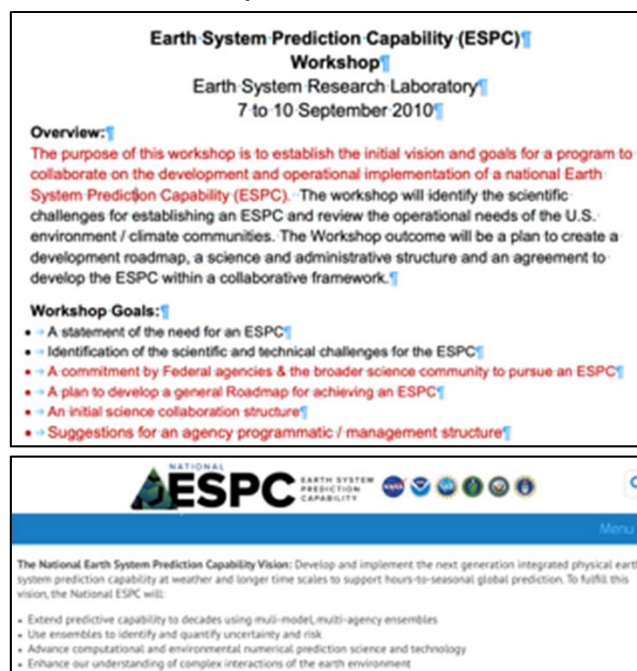 Earth System Prediction Capability (ESPC)¶
Workshop¶
Earth System Research Laboratory¶
7 to 10 September 2010¶
Overview:¶
The purpose of this workshop is to establish the initial vision and goals for a program to
collaborate on the development and operational implementation of a national Earth
System Prediction Capability (ESPC). The workshop will identify the scientific
challenges for establishing an ESPC and review the operational needs of the U.S.
environment / climate communities. The Workshop outcome will be a plan to create a
development roadmap, a science and administrative structure and an agreement to
develop the ESPC within a collaborative framework.¶
Workshop Goals:¶
• → A statement of the need for an ESPC¶
• → Identification of the scientific and technical challenges for the ESPC¶
• → A commitment by Federal agencies & the broader science community to pursue an ESPC¶
• → A plan to develop a general Roadmap for achieving an ESPC¶
• → An initial science collaboration structure¶
• → Suggestions for an agency programmatic / management structure¶
NATIONAL
ESPC EARTH SYSTEM
PREDICTION
CAPABILITY
Menu
The National Earth System Prediction Capability Vision: Develop and implement the next generation integrated physical earth
system prediction capability at weather and longer time scales to support hours-to-seasonal global prediction. To fulfill this
vision, the National ESPC will:
• Extend predictive capability to decades using muli-model, multi-agency ensembles
• Use ensembles to identify and quantify uncertainty and risk
• Advance computational and environmental numerical prediction science and technology
• Enhance our understanding of complex interactions of the earth environment